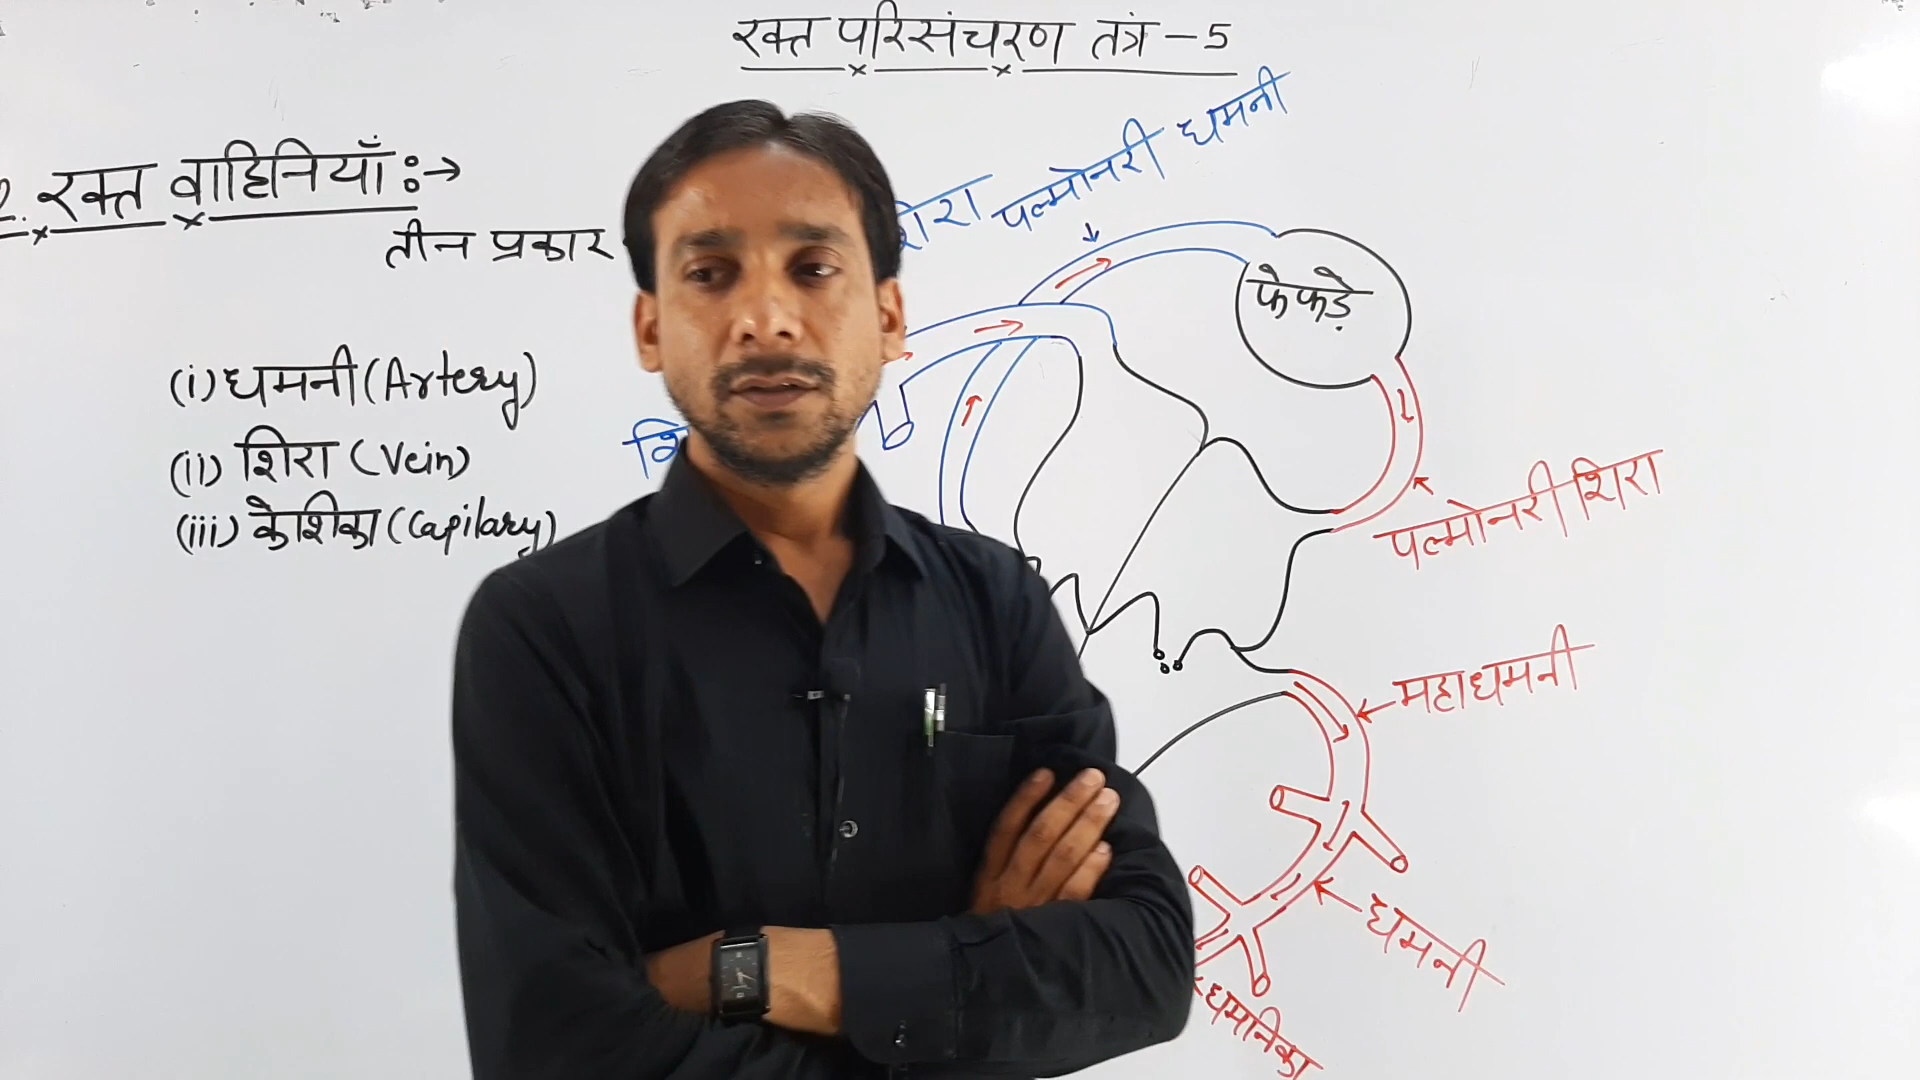 रक्त परिसंचरण तंत्र - 5
2. रक्त वाहिनियाँ :→
तीन प्रकार
(i) धमनी (Artery)
(ii) शिरा (Vein)
(iii) केशिका (Capilary)
शिरा
पल्मोनरी धमनी
फेफड़े
पल्मोनरी शिरा
महाधमनी
धमनी
धमनिका